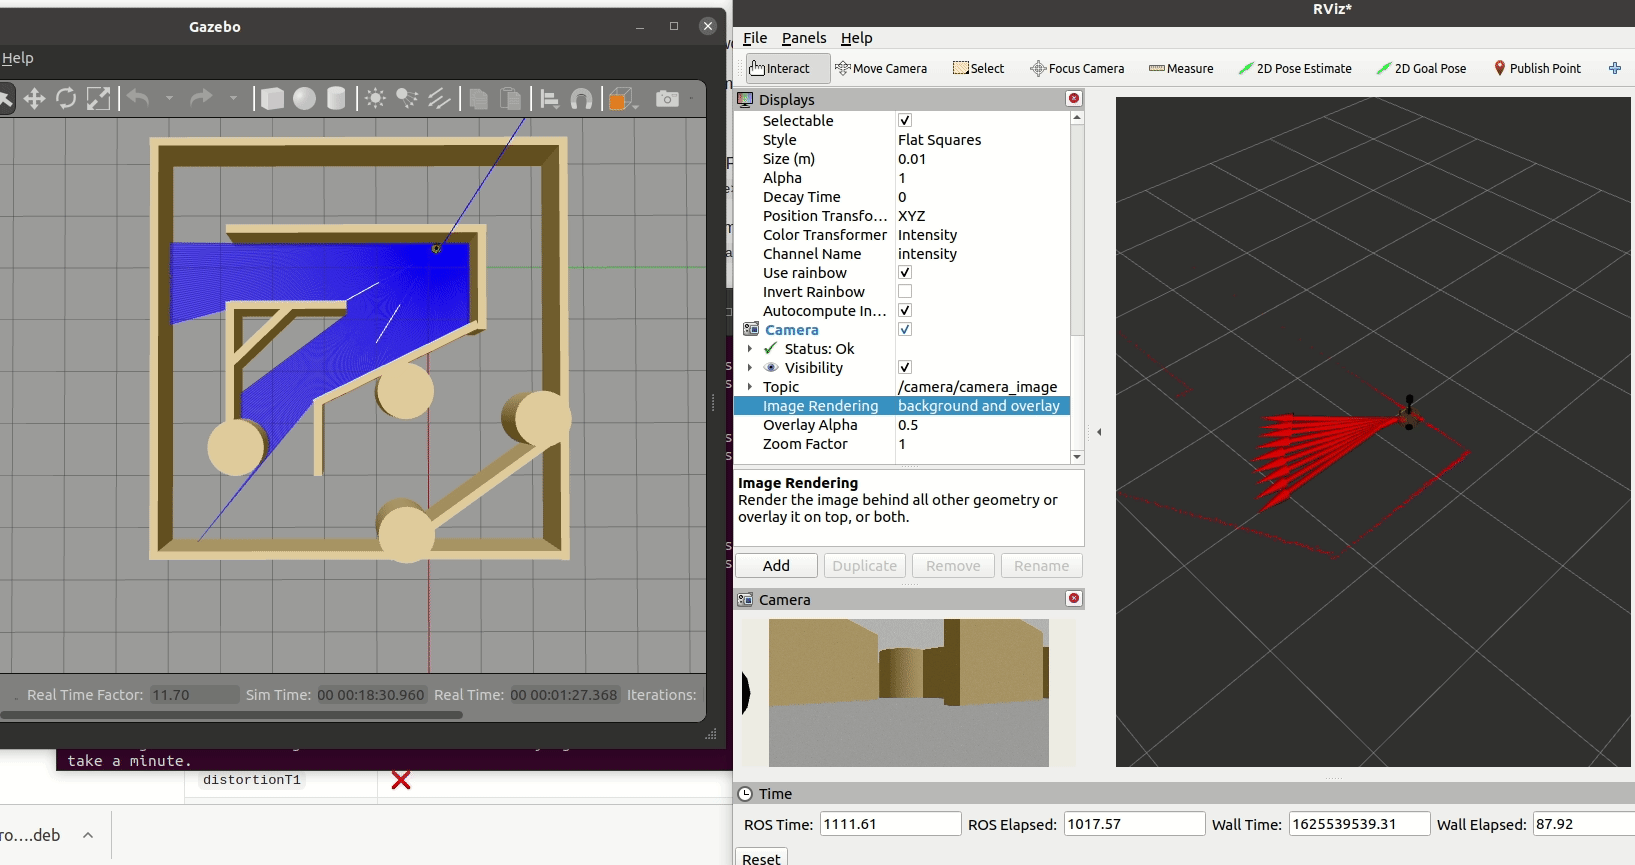 Gazebo
Help
Real Time Factor: 11.70 Sim Time: 00 00:18:30.960 Real Time: 00 00:01:27.368 Iterations:
take a minute.
distortionT1
ro....deb
RViz*
File Panels Help
Interact Move Camera Select Focus Camera Measure 2D Pose Estimate 2D Goal Pose Publish Point
Displays
Selectable
Style Flat Squares
Size (m) 0.01
Alpha 1
Decay Time 0
Position Transfo... XYZ
Color Transformer Intensity
Channel Name intensity
Use rainbow
Invert Rainbow
Autocompute In...
Camera
Status: Ok
Visibility
Topic /camera/camera_image
Image Rendering background and overlay
Overlay Alpha 0.5
Zoom Factor 1
Image Rendering
Render the image behind all other geometry or
overlay it on top, or both.
Add Duplicate Remove Rename
Camera
Time
ROS Time: 1111.61 ROS Elapsed: 1017.57 Wall Time: 1625539539.31 Wall Elapsed: 87.92
Reset